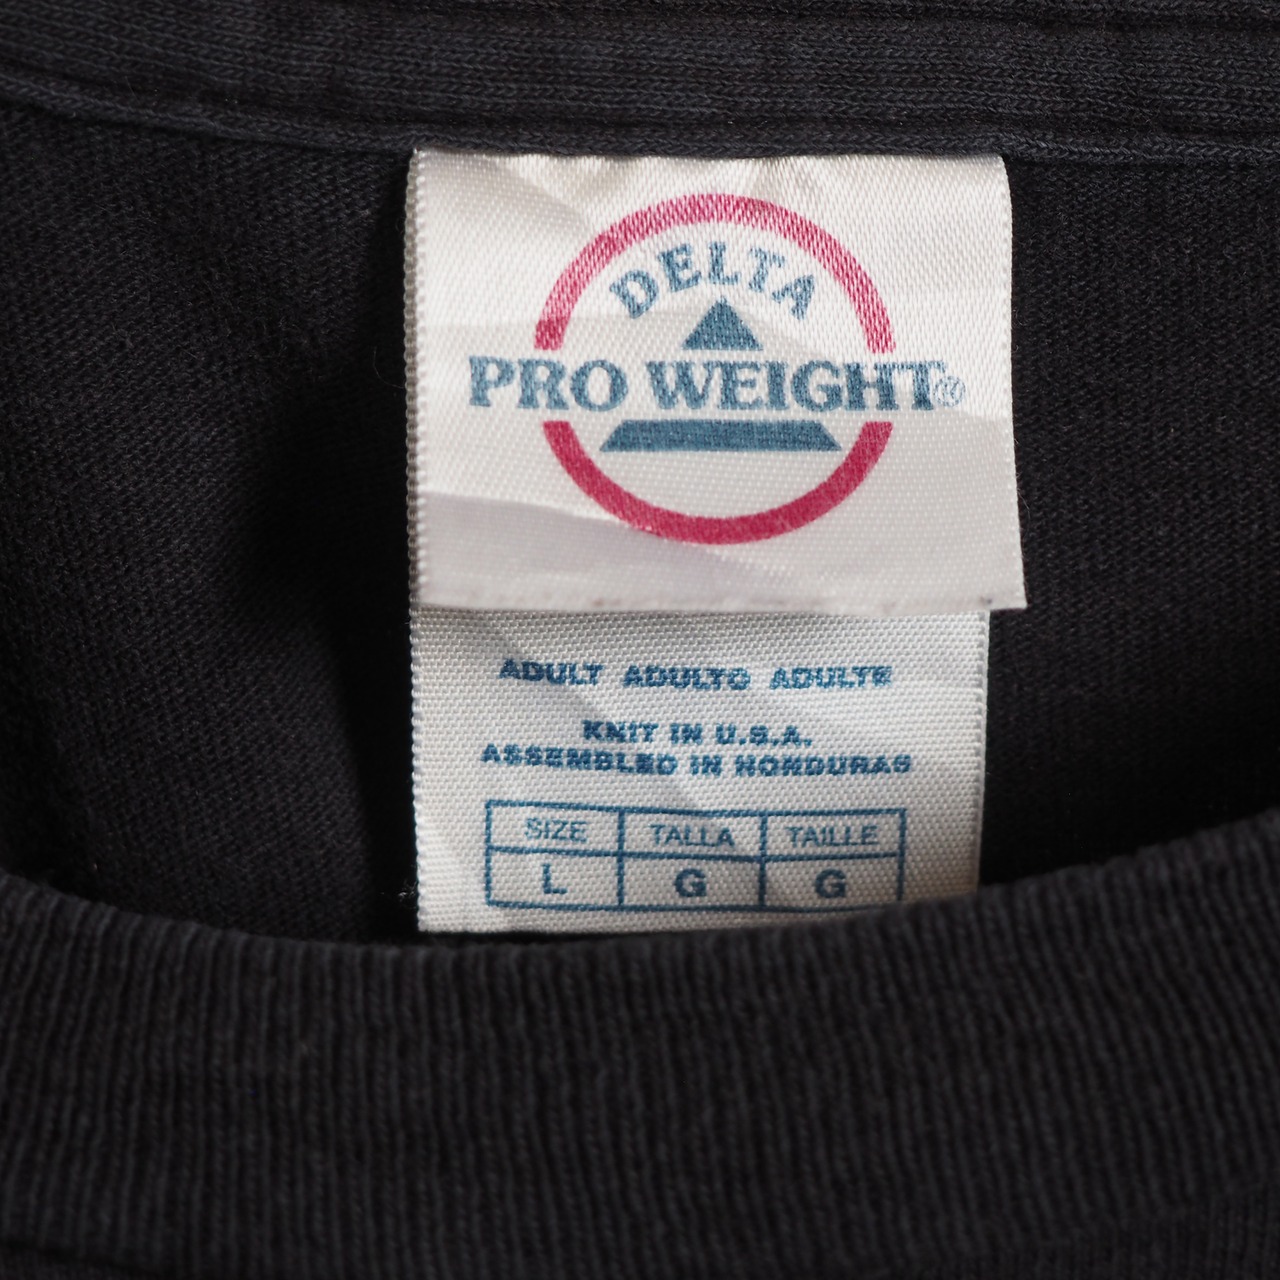 DELTA
PRO WEIGHT®
ADULT ADULTO ADULTE
KNIT IN U.S.A.
ASSEMBLED IN HONDURAS
SIZE TALLA TAILLE
L G G